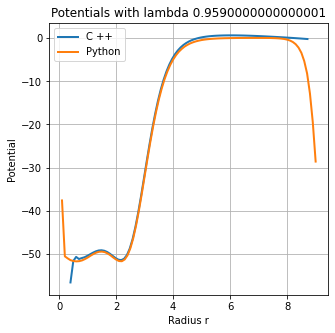 Potentials with lambda 0.9590000000000001
C ++
Python
Potential
0
−10
−20
−30
−40
−50
0 2 4 6 8
Radius r